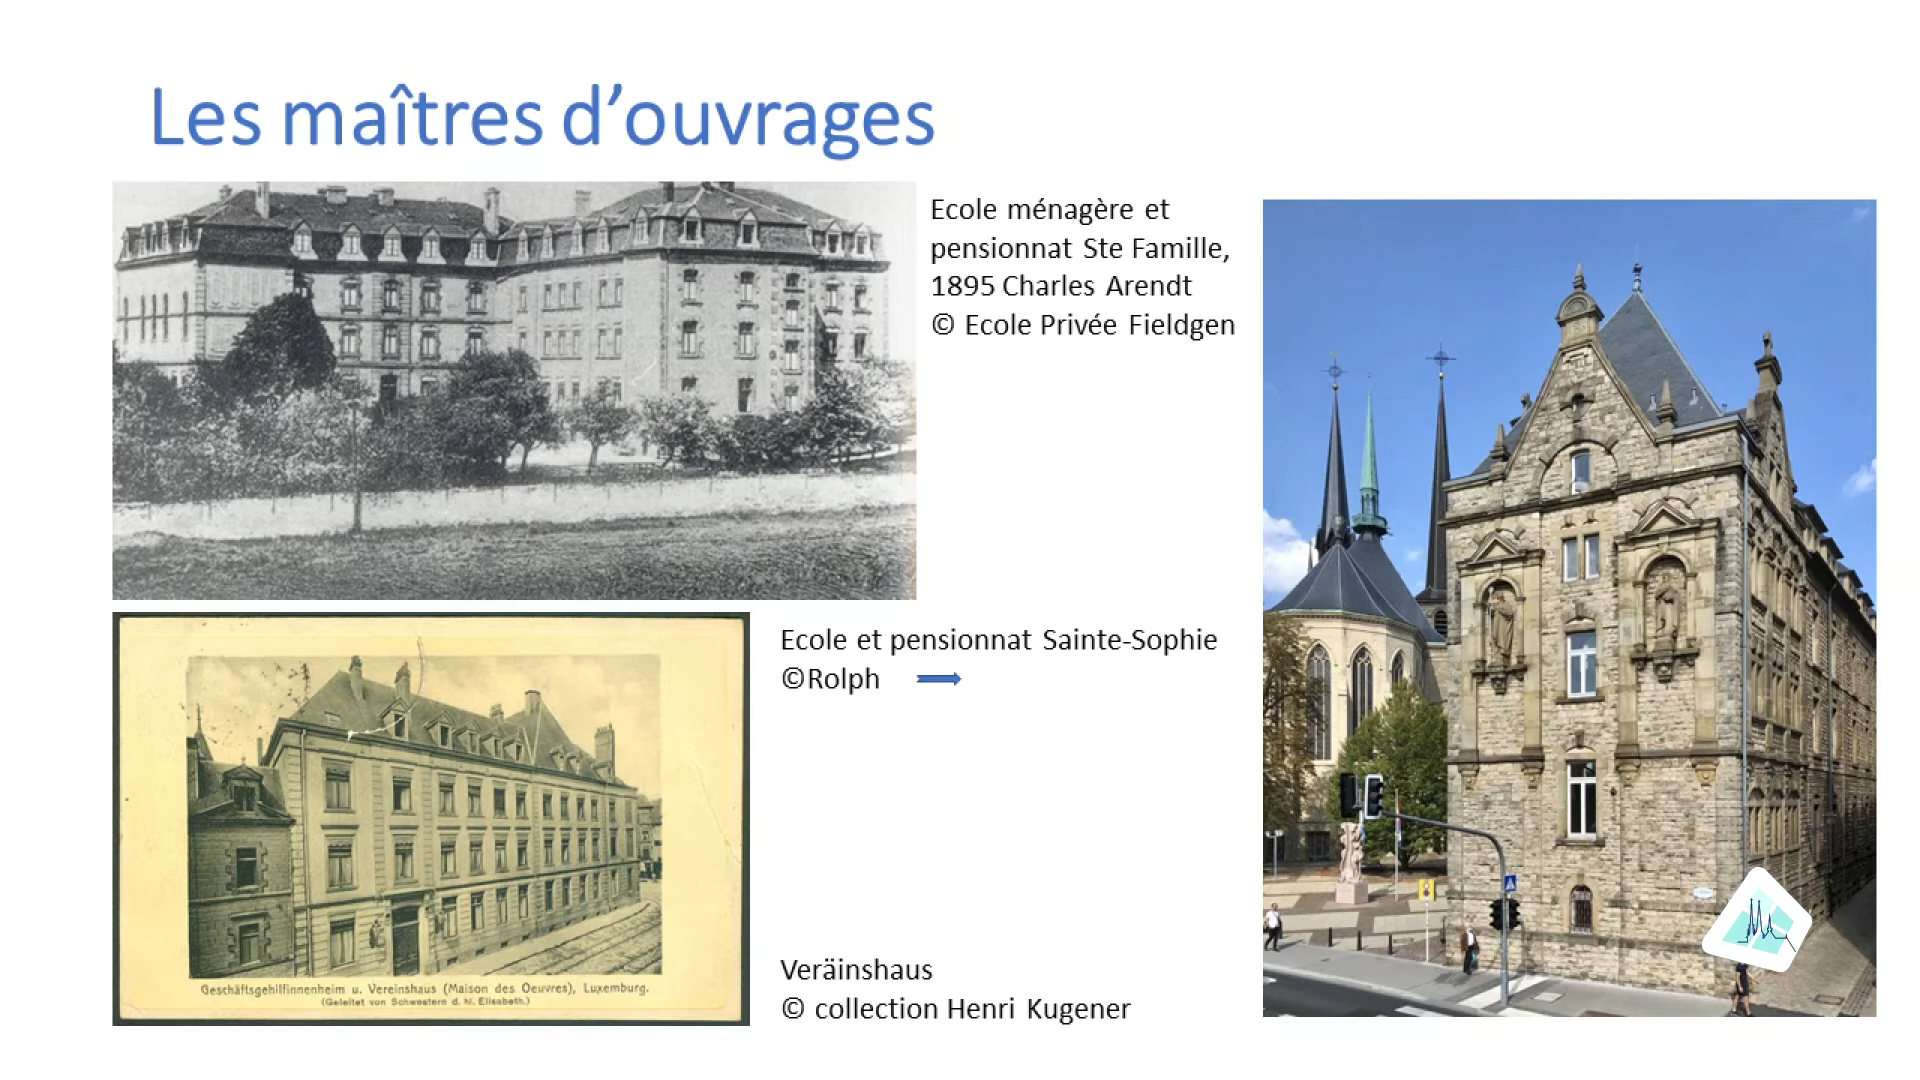 Les maîtres d’ouvrages
Ecole ménagère et
pensionnat Ste Famille,
1895 Charles Arendt
© Ecole Privée Fieldgen
Ecole et pensionnat Sainte-Sophie
©Rolph
Geschäftsgehilfinnenheim u. Vereinshaus (Maison des Oeuvres), Luxemburg.
(Geleitet von Schwestern d. hl. Elisabeth.)
Veräinshaus
© collection Henri Kugener